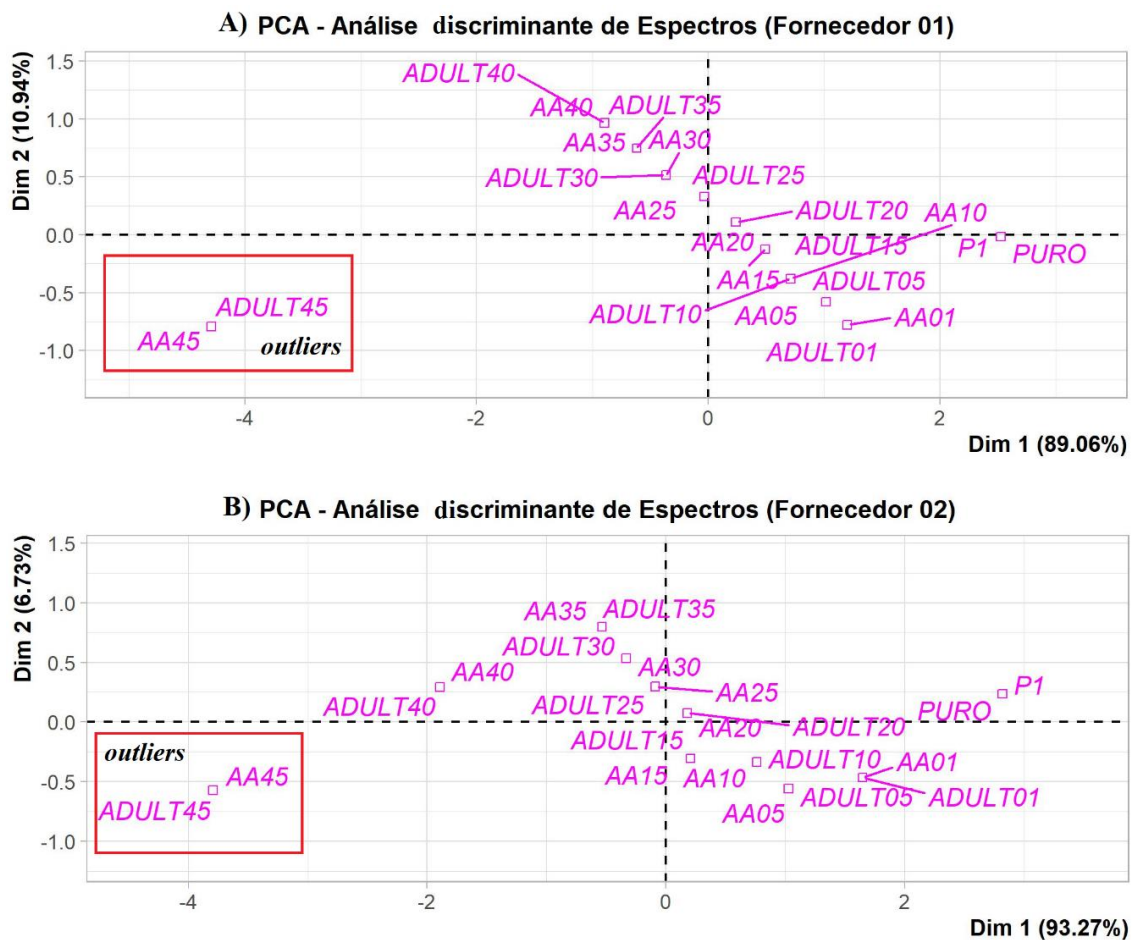 A) PCA - Análise discriminante de Espectros (Fornecedor 01)
Dim 2 (10.94%)
1.5
1.0
0.5
0.0
-0.5
-1.0
ADULT40
AA40 ADULT35
AA35 AA30
ADULT30 ADULT25
AA25 ADULT20 AA10
AA20 ADULT15 P1 PURO
AA15 ADULT05
ADULT10 AA05 AA01
ADULT01
ADULT45
AA45 outliers
-4 -2 0 2
Dim 1 (89.06%)
B) PCA - Análise discriminante de Espectros (Fornecedor 02)
Dim 2 (6.73%)
1.5
1.0
0.5
0.0
-0.5
-1.0
AA35 ADULT35
ADULT30
AA40 AA30
ADULT40 ADULT25 AA25 PURO P1
ADULT15 AA20 ADULT20
AA15 AA10 ADULT10 AA01
AA05 ADULT05 ADULT01
outliers
AA45
ADULT45
-4 -2 0 2
Dim 1 (93.27%)